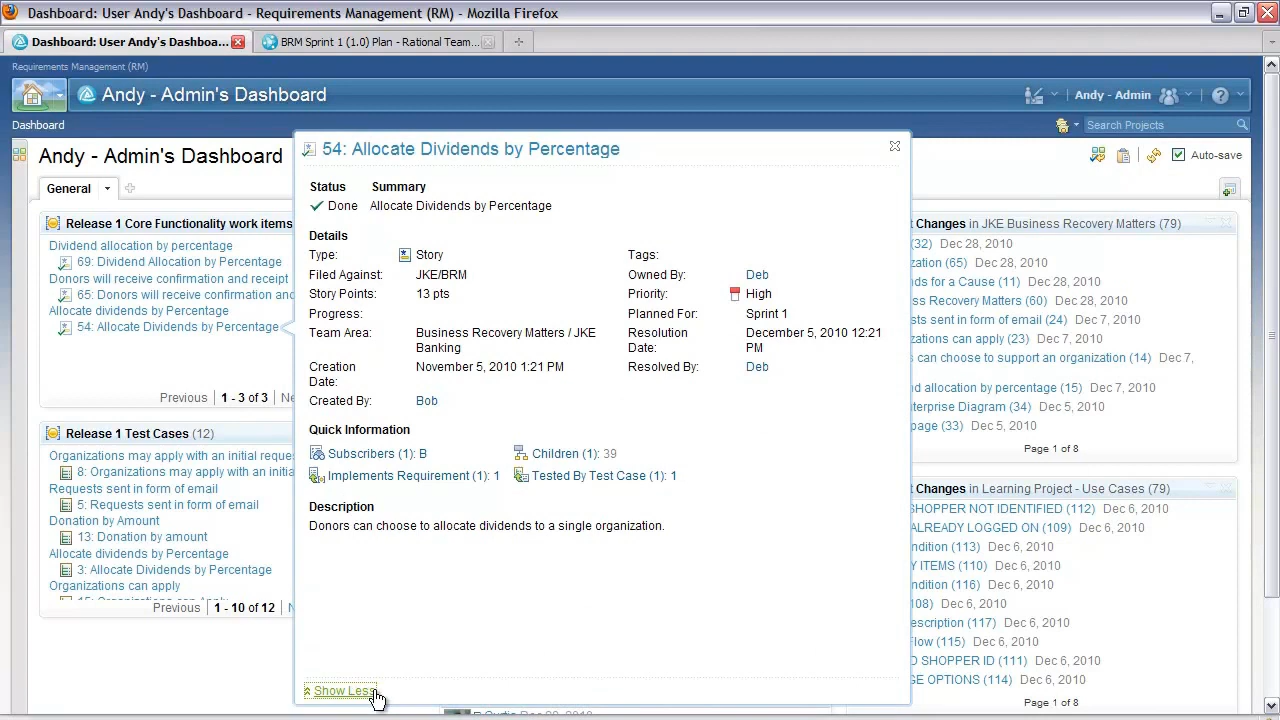 Dashboard: User Andy's Dashboard - Requirements Management (RM) - Mozilla Firefox
Dashboard: User Andy's Dashboa...
BRM Sprint 1 (1.0) Plan - Rational Team...
Requirements Management (RM)
Andy - Admin's Dashboard
Andy - Admin
Dashboard
Search Projects
Andy - Admin's Dashboard
Auto-save
General
Release 1 Core Functionality work items
Dividend allocation by percentage
69: Dividend Allocation by Percentage
Donors will receive confirmation and receipt
65: Donors will receive confirmation and
Allocate dividends by Percentage
54: Allocate Dividends by Percentage
Previous | 1 - 3 of 3 | Ne
Release 1 Test Cases (12)
Organizations may apply with an initial reque
8: Organizations may apply with an initia
Requests sent in form of email
5: Requests sent in form of email
Donation by Amount
13: Donation by amount
Allocate dividends by Percentage
3: Allocate Dividends by Percentage
Organizations can apply
Previous | 1 - 10 of 12 | N
54: Allocate Dividends by Percentage
Status Summary
Done Allocate Dividends by Percentage
Details
Type: Story Tags:
Filed Against: JKE/BRM Owned By: Deb
Story Points: 13 pts Priority: High
Progress: Planned For: Sprint 1
Team Area: Business Recovery Matters / JKE Resolution December 5, 2010 12:21
Banking Date: PM
Creation November 5, 2010 1:21 PM Resolved By: Deb
Date:
Created By: Bob
Quick Information
Subscribers (1): B Children (1): 39
Implements Requirement (1): 1 Tested By Test Case (1): 1
Description
Donors can choose to allocate dividends to a single organization.
Show Less
t Changes in JKE Business Recovery Matters (79)
(32) Dec 28, 2010
zation (65) Dec 28, 2010
nds for a Cause (11) Dec 28, 2010
ss Recovery Matters (60) Dec 28, 2010
sts sent in form of email (24) Dec 7, 2010
zations can apply (23) Dec 7, 2010
s can choose to support an organization (14) Dec 7,
nd allocation by percentage (15) Dec 7, 2010
terprise Diagram (34) Dec 5, 2010
page (33) Dec 5, 2010
Page 1 of 8
t Changes in Learning Project - Use Cases (79)
SHOPPER NOT IDENTIFIED (112) Dec 6, 2010
ALREADY LOGGED ON (109) Dec 6, 2010
ndition (113) Dec 6, 2010
Y ITEMS (110) Dec 6, 2010
ndition (116) Dec 6, 2010
108) Dec 6, 2010
escription (117) Dec 6, 2010
Flow (115) Dec 6, 2010
D SHOPPER ID (111) Dec 6, 2010
GE OPTIONS (114) Dec 6, 2010
Page 1 of 8